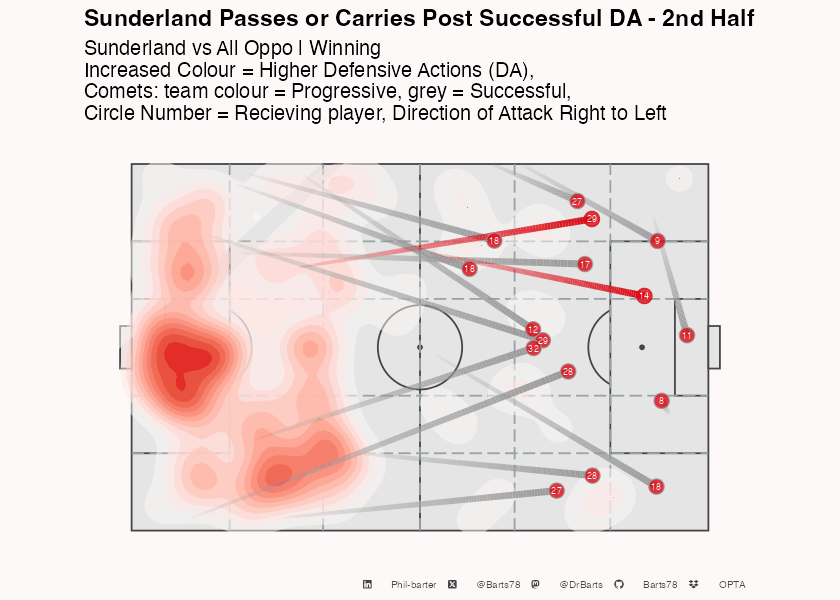 Sunderland Passes or Carries Post Successful DA - 2nd Half
Sunderland vs All Oppo I Winning
Increased Colour = Higher Defensive Actions (DA),
Comets: team colour = Progressive, grey = Successful,
Circle Number = Recieving player, Direction of Attack Right to Left
27
29
9
18
18
17
14
12
29
32
11
28
8
28
18
27
Phil-barter @Barts78 @DrBarts Barts78 OPTA